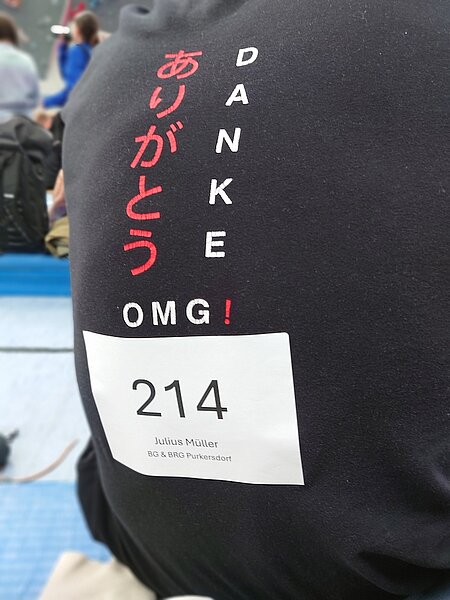 ありがとう
DANKE
OMG!
214
Julius Müller
BG & BRG Purkersdorf